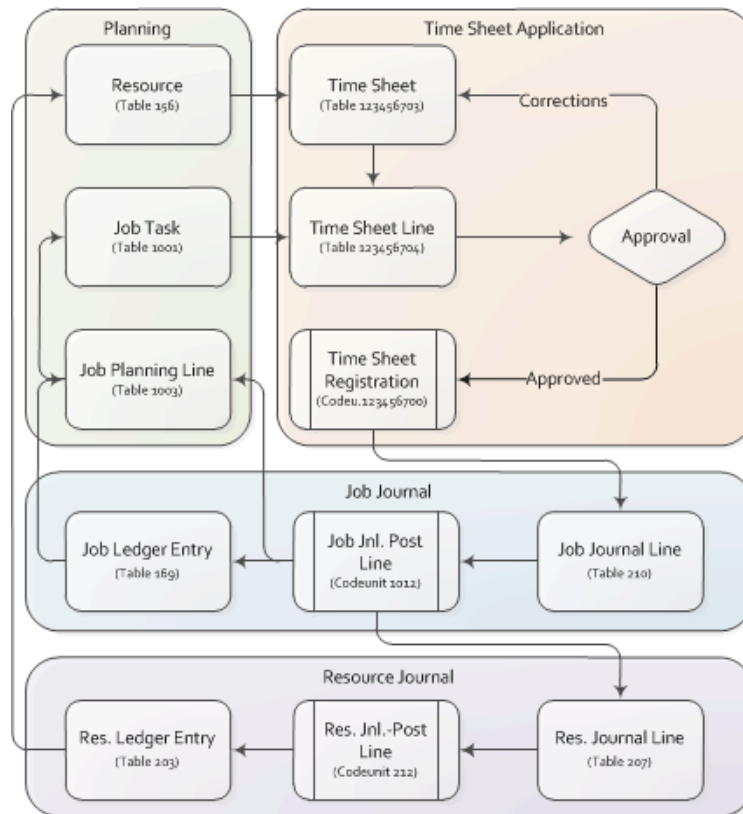 Planning
Resource
(Table 156)
Job Task
(Table 1001)
Job Planning Line
(Table 1003)
Time Sheet Application
Time Sheet
(Table 123456703)
Corrections
Time Sheet Line
(Table 123456704)
Approval
Time Sheet
Registration
(Codeu.123456700)
Approved
Job Journal
Job Ledger Entry
(Table 169)
Job Jnl. Post
Line
(Codeunit 1012)
Job Journal Line
(Table 210)
Resource Journal
Res. Ledger Entry
(Table 203)
Res. Jnl.-Post
Line
(Codeunit 212)
Res. Journal Line
(Table 207)